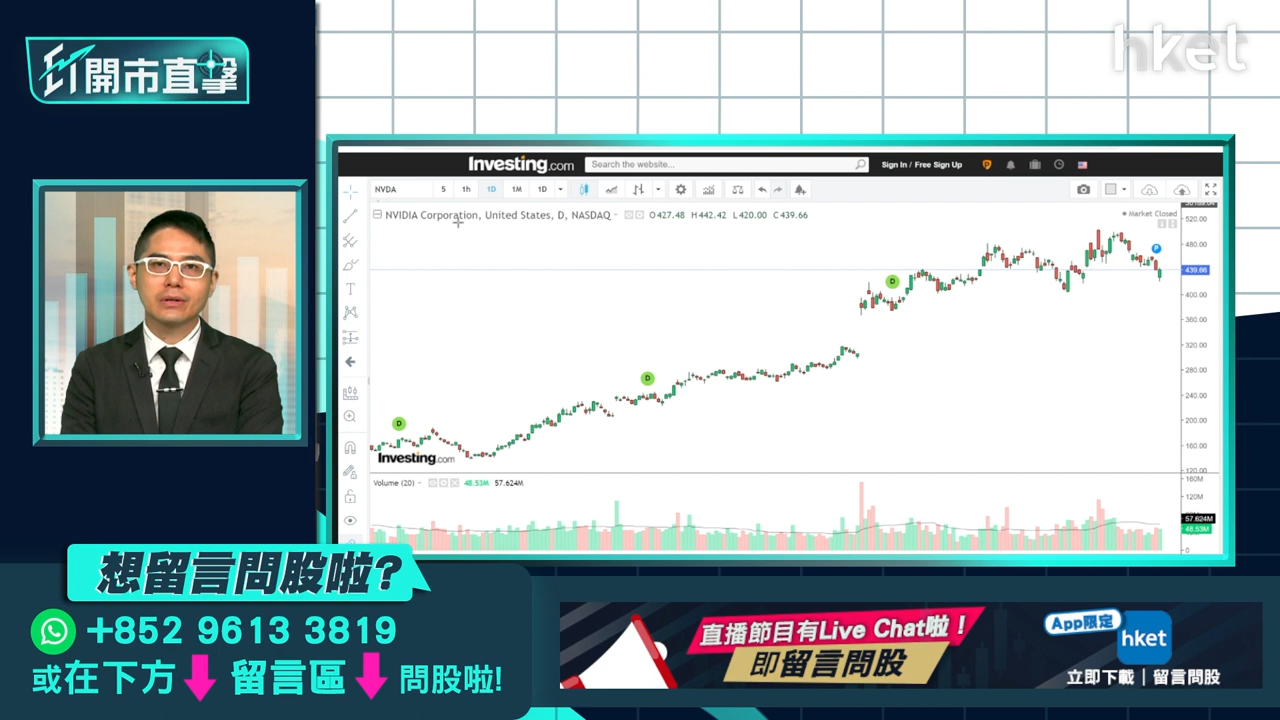 ET開市直擊
hket
Investing.com
Search the website...
Sign In / Free Sign Up
NVDA
5
1h
1D
1M
1D
NVIDIA Corporation, United States, D, NASDAQ
O427.48 H442.42 L420.00 C439.66
Market Closed
520.00
480.00
P
439.66
400.00
D
360.00
320.00
280.00
D
240.00
200.00
D
160.00
Investing.com
120.00
Volume (20)
48.53M
57.624M
160M
120M
57.624M
48.53M
0
想留言問股啦?
+852 9613 3819
或在下方 留言區 問股啦!
直播節目有Live Chat啦!
即留言問股
App限定
hket
立即下載|留言問股